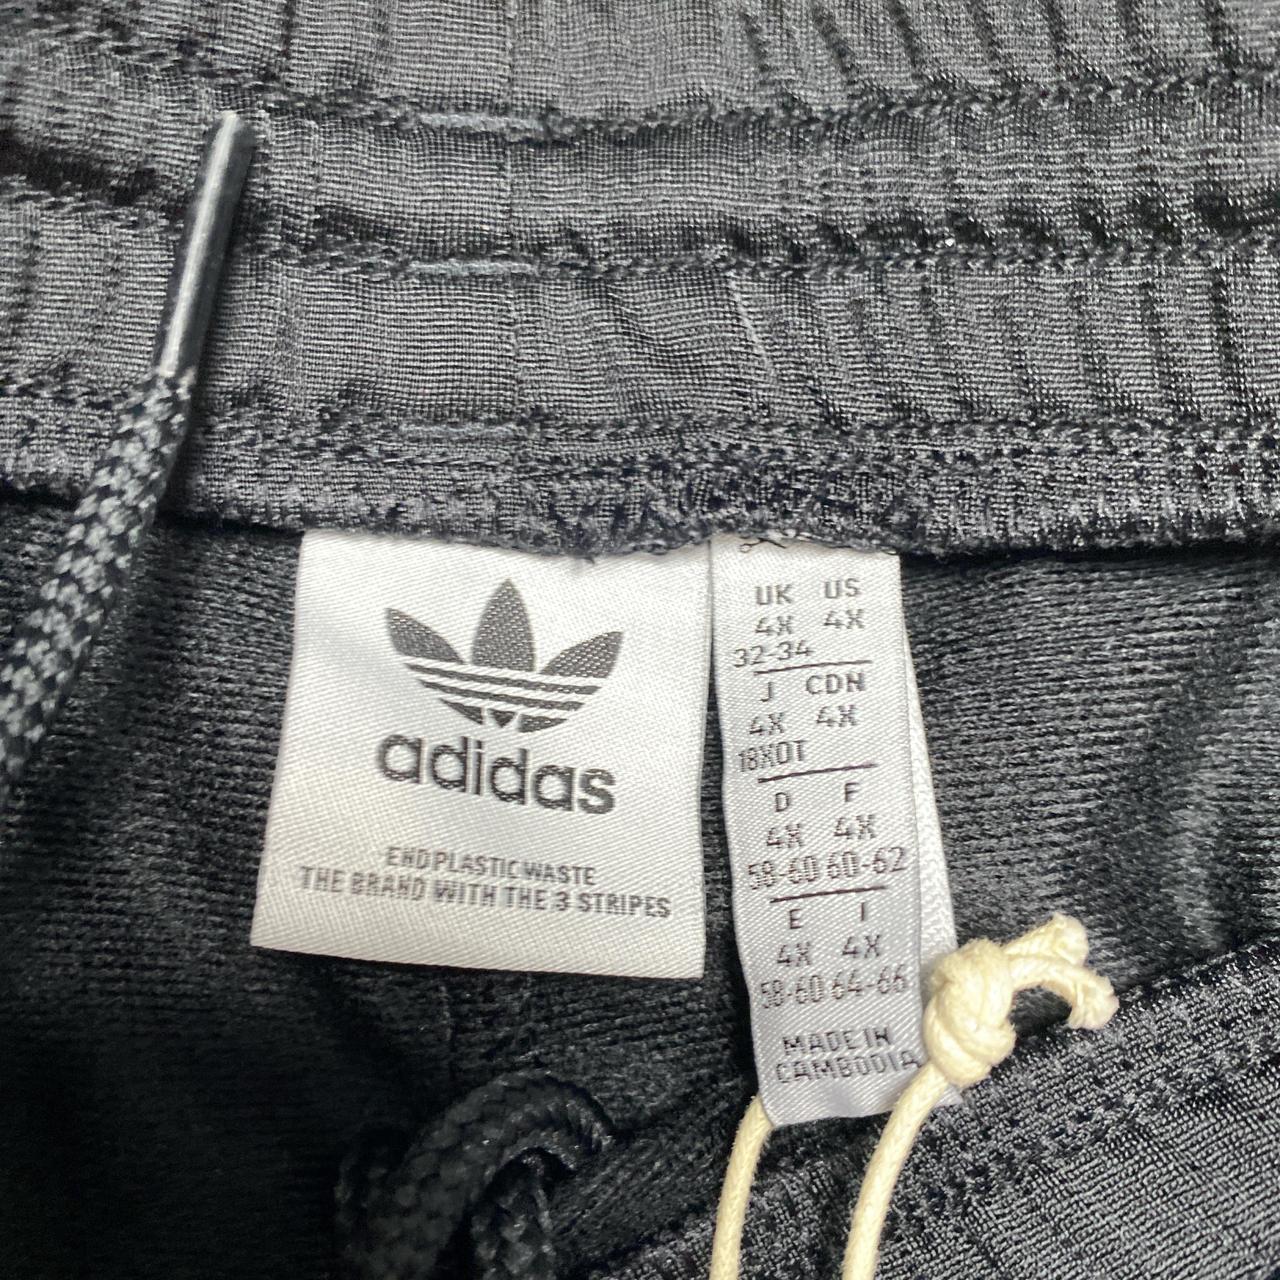 adidas
END PLASTIC WASTE
THE BRAND WITH THE 3 STRIPES
UK US
4X 4X
32-34
J CDN
4X 4X
18XOT
D F
4X 4X
58-60 60-62
E I
4X 4X
58-60 64-66
MADE IN
CAMBODIA